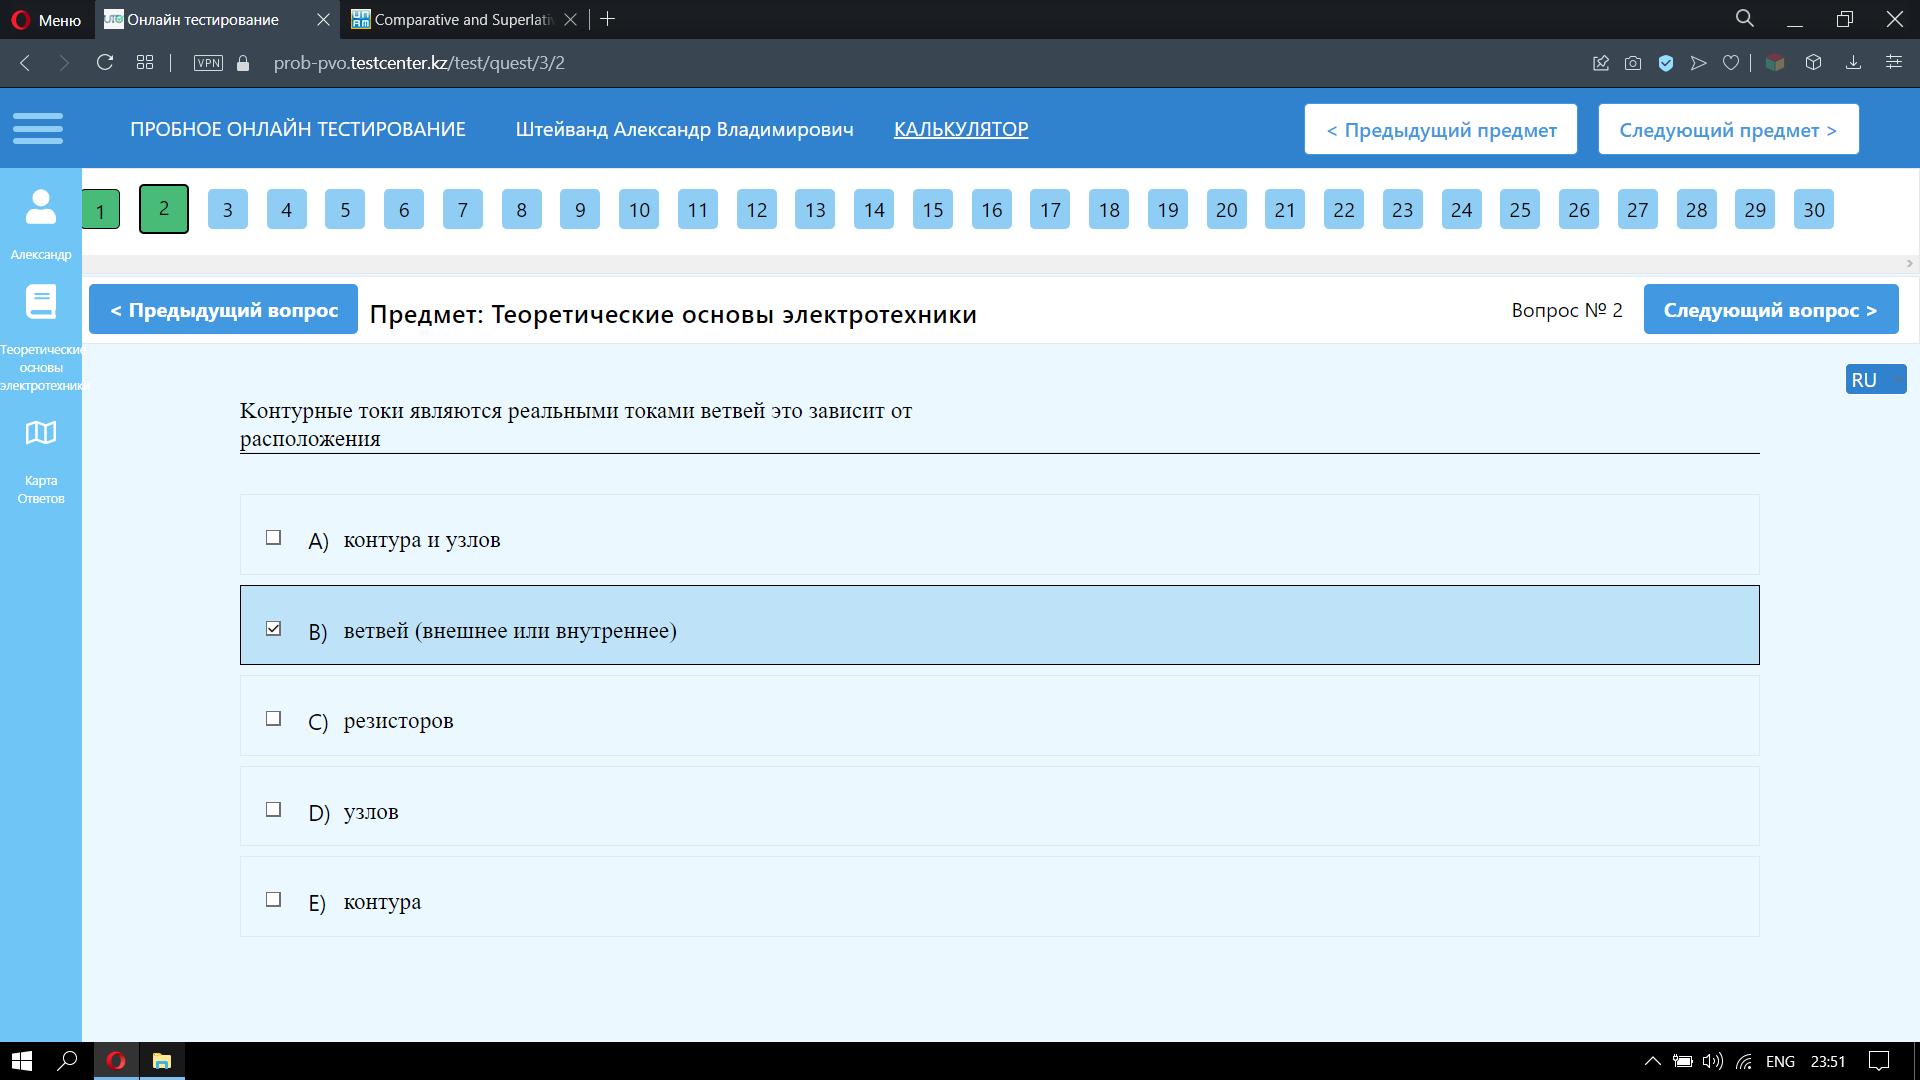 Меню
Онлайн тестирование
Comparative and Superlati
VPN
prob-pvo.testcenter.kz/test/quest/3/2
ПРОБНОЕ ОНЛАЙН ТЕСТИРОВАНИЕ
Штейванд Александр Владимирович
КАЛЬКУЛЯТОР
< Предыдущий предмет
Следующий предмет >
1 2 3 4 5 6 7 8 9 10 11 12 13 14 15 16 17 18 19 20 21 22 23 24 25 26 27 28 29 30
Александр
Теоретические
основы
электротехники
Карта
Ответов
< Предыдущий вопрос
Предмет: Теоретические основы электротехники
Вопрос № 2
Следующий вопрос >
RU
Контурные токи являются реальными токами ветвей это зависит от
расположения
A) контура и узлов
B) ветвей (внешнее или внутреннее)
C) резисторов
D) узлов
E) контура
ENG
23:51